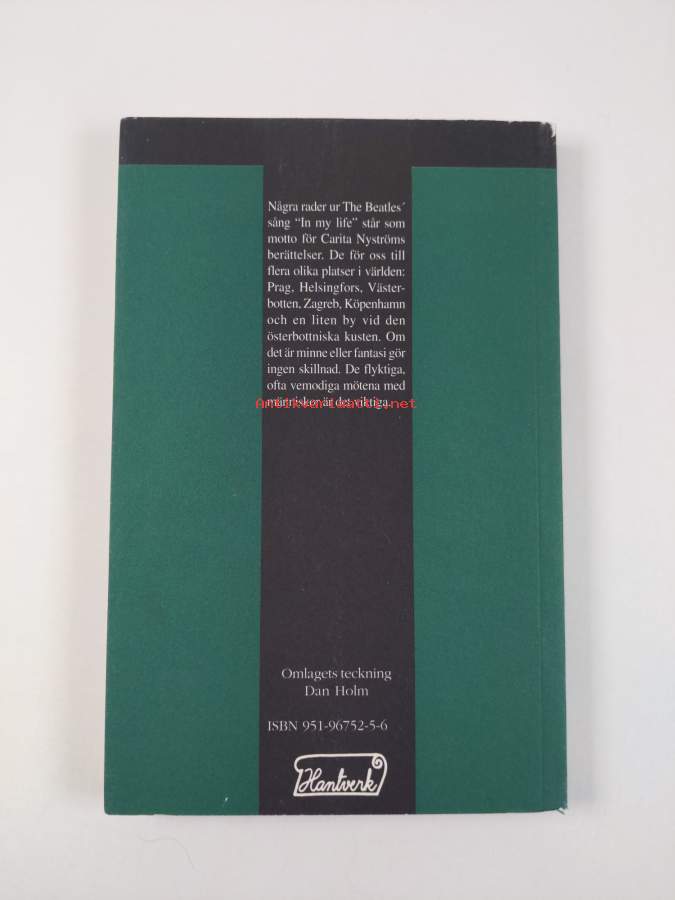 Några rader ur The Beatles´
sång “In my life” står som
motto för Carita Nyströms
berättelser. De för oss till
flera olika platser i världen:
Prag, Helsingfors, Väster-
botten, Zagreb, Köpenhamn
och en liten by vid den
österbottniska kusten. Om
det är minne eller fantasi gör
ingen skillnad. De flyktiga,
ofta vemodiga mötena med
människor är det viktiga.
Antikvariaatti.net
Omlagets teckning
Dan Holm
ISBN 951-96752-5-6
Hantverk